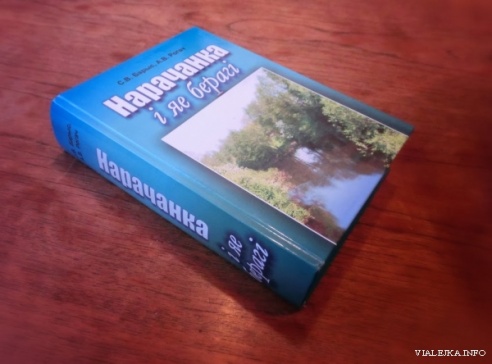 Нарачанка
і яе берагі
Нарачанка
і яе
берагі
VIALEJKA.INFO